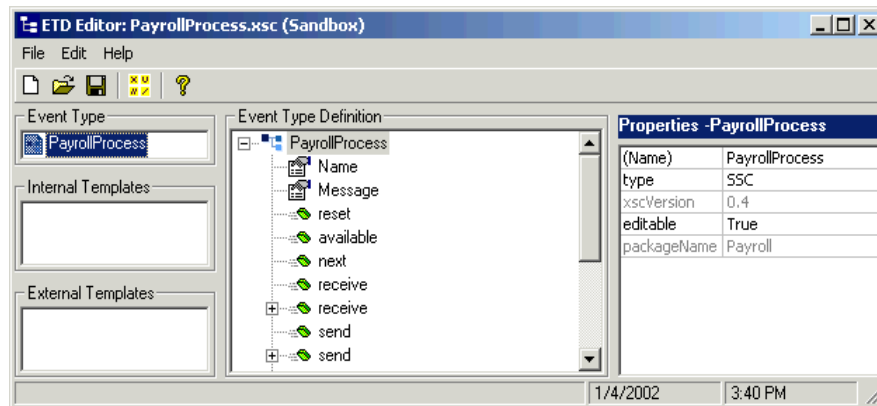 ETD Editor: PayrollProcess.xsc (Sandbox)
File Edit Help
Event Type
PayrollProcess
Internal Templates
External Templates
Event Type Definition
PayrollProcess
Name
Message
reset
available
next
receive
receive
send
send
Properties -PayrollProcess
(Name) PayrollProcess
type SSC
xscVersion 0.4
editable True
packageName Payroll
1/4/2002 3:40 PM